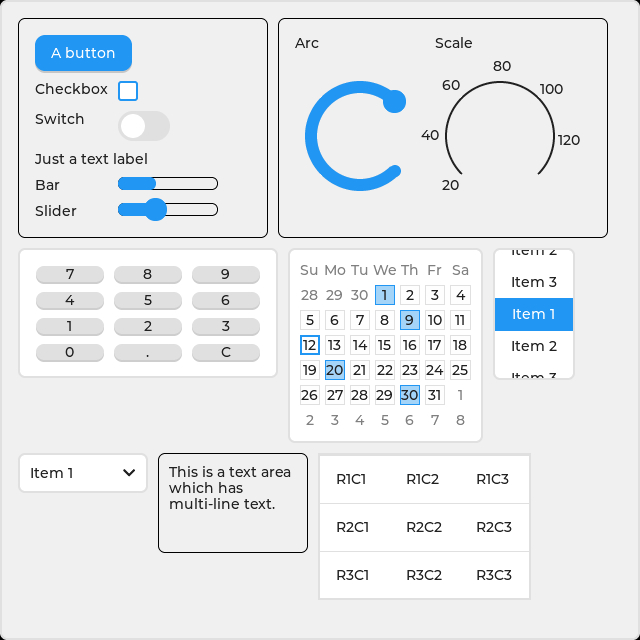 A button
Checkbox
Switch
Just a text label
Bar
Slider
Arc
Scale
20
40
60
80
100
120
7 8 9
4 5 6
1 2 3
0 . C
Su Mo Tu We Th Fr Sa
28 29 30 1 2 3 4
5 6 7 8 9 10 11
12 13 14 15 16 17 18
19 20 21 22 23 24 25
26 27 28 29 30 31 1
2 3 4 5 6 7 8
Item 2
Item 3
Item 1
Item 2
Item 3
Item 1
This is a text area
which has
multi-line text.
R1C1 R1C2 R1C3
R2C1 R2C2 R2C3
R3C1 R3C2 R3C3